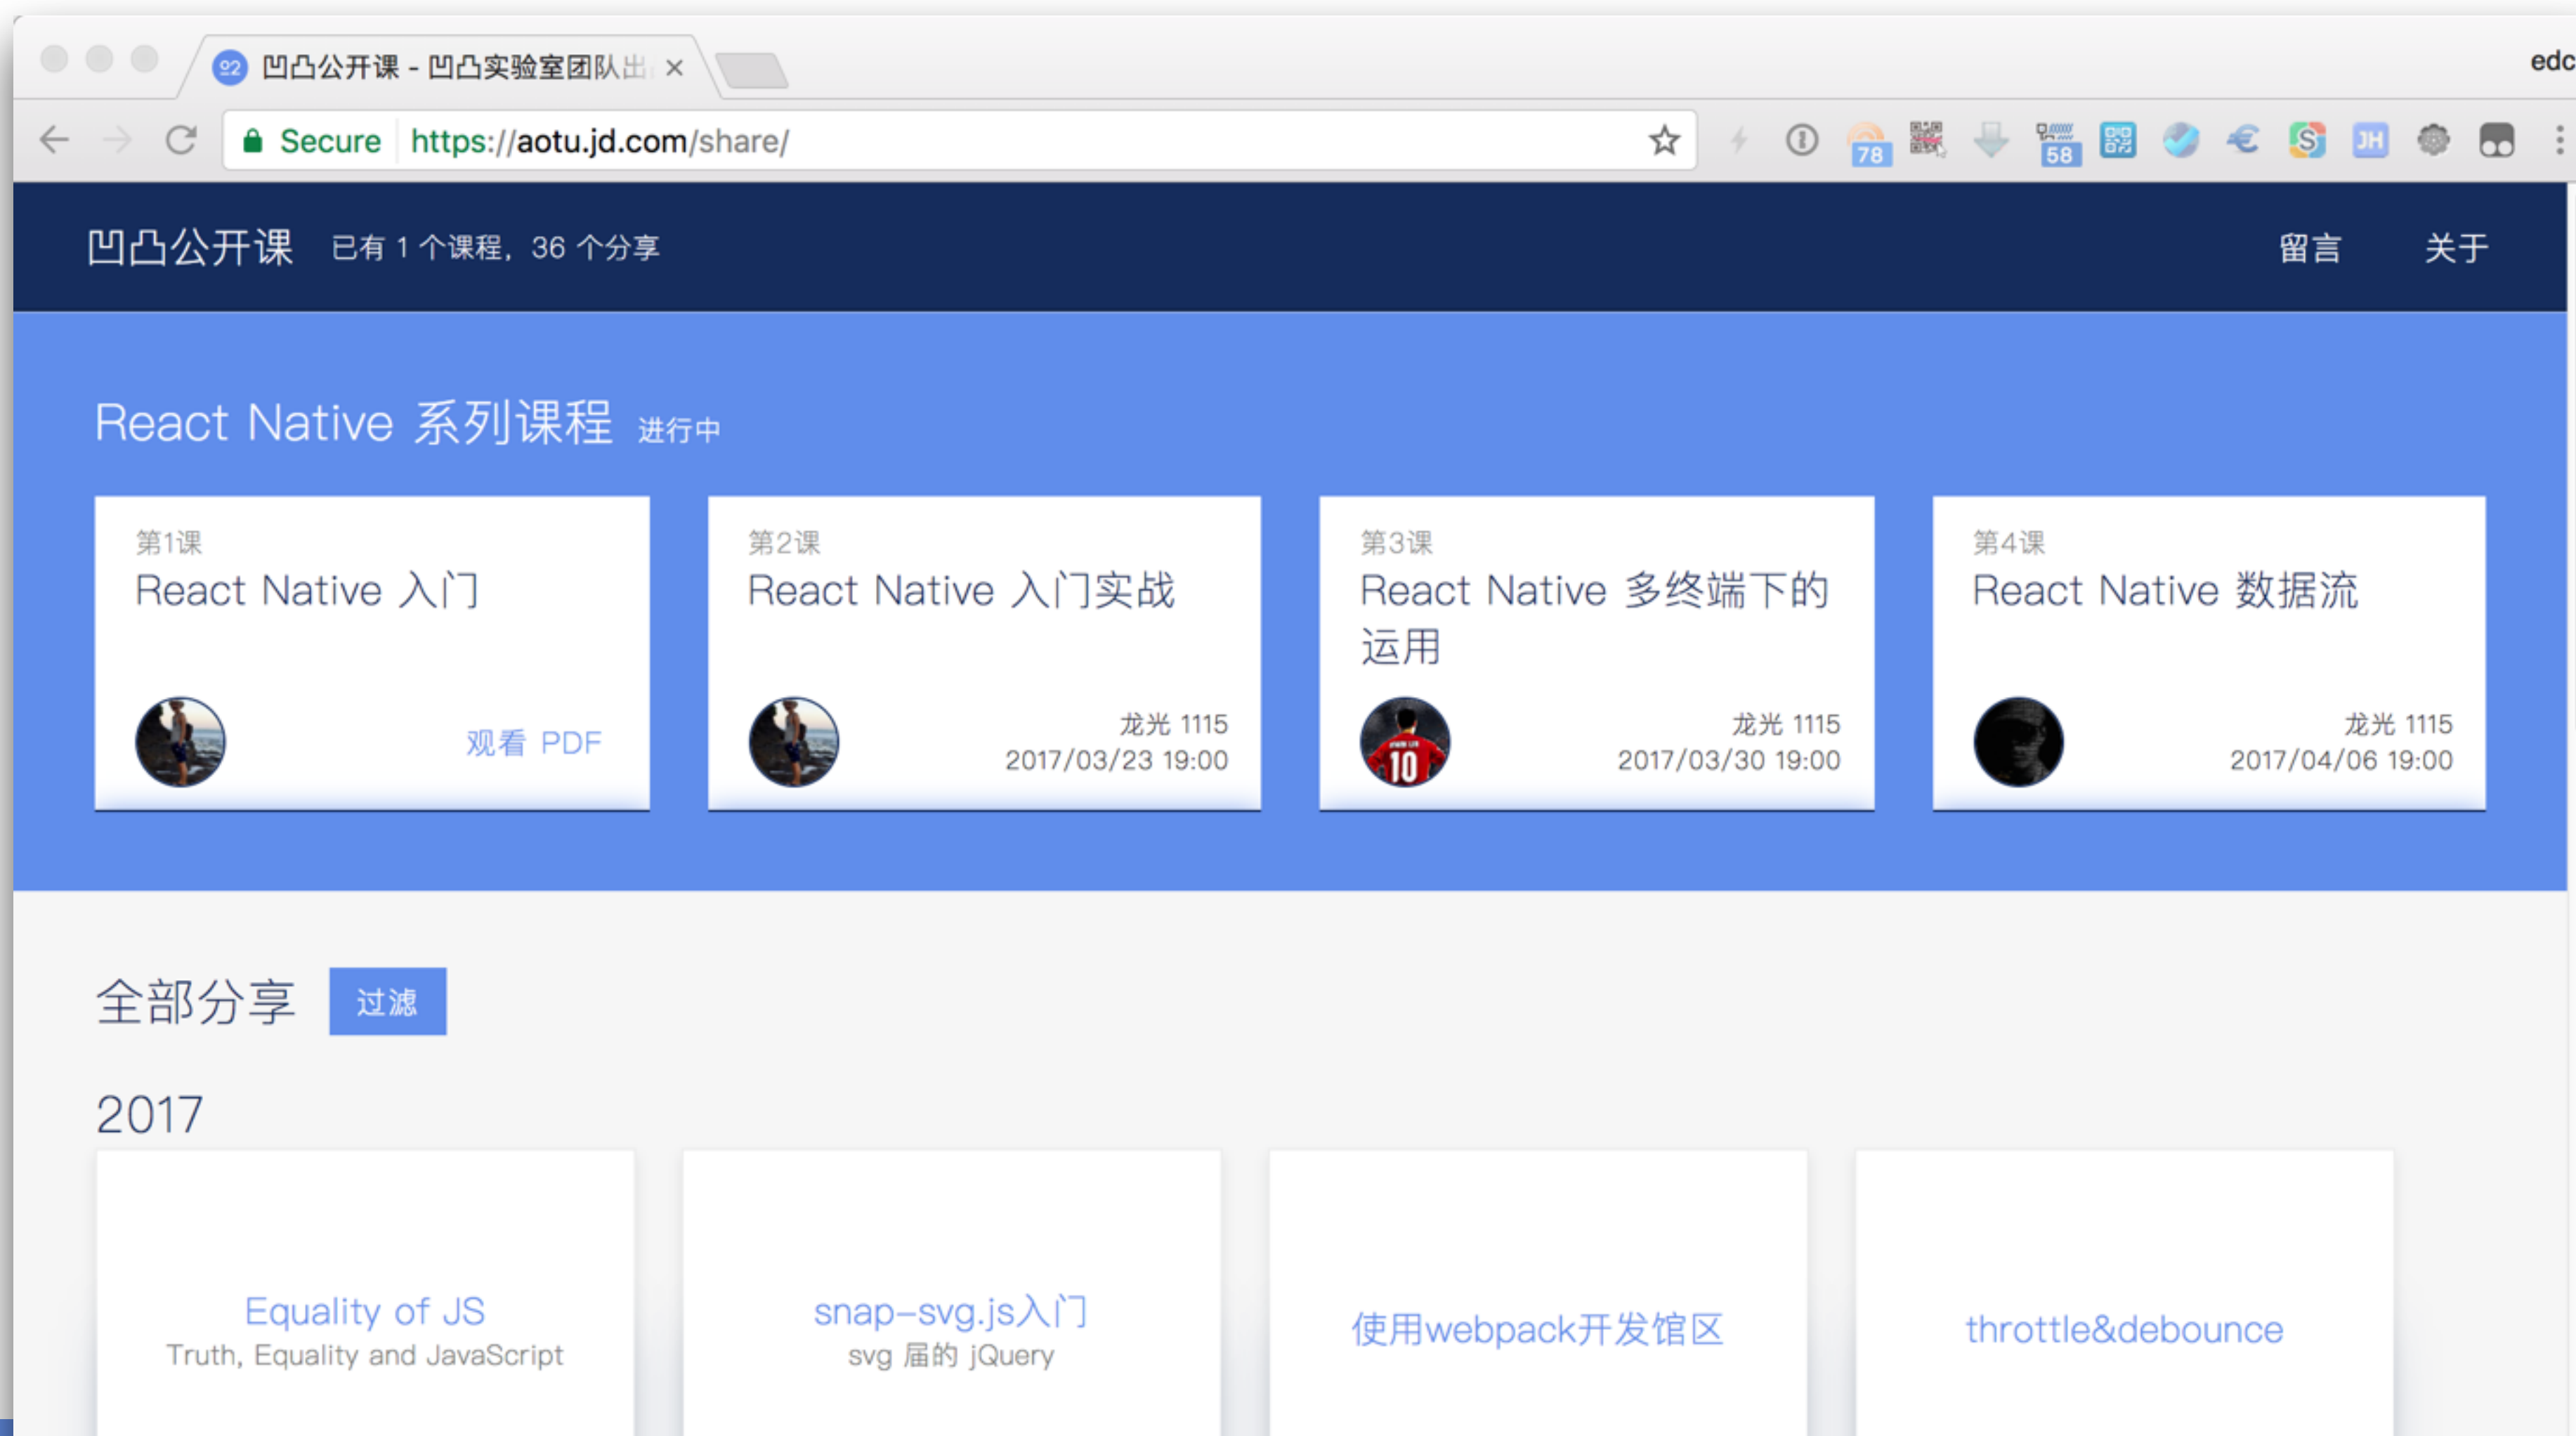 凹凸公开课 - 凹凸实验室团队出
edc
Secure https://aotu.jd.com/share/
78
58
JH
凹凸公开课 已有 1 个课程，36 个分享 留言 关于
React Native 系列课程 进行中
第1课
React Native 入门
观看 PDF
第2课
React Native 入门实战
龙光 1115
2017/03/23 19:00
第3课
React Native 多终端下的
运用
10
龙光 1115
2017/03/30 19:00
第4课
React Native 数据流
龙光 1115
2017/04/06 19:00
全部分享 过滤
2017
Equality of JS
Truth, Equality and JavaScript
snap-svg.js入门
svg 届的 jQuery
使用webpack开发馆区
throttle&debounce